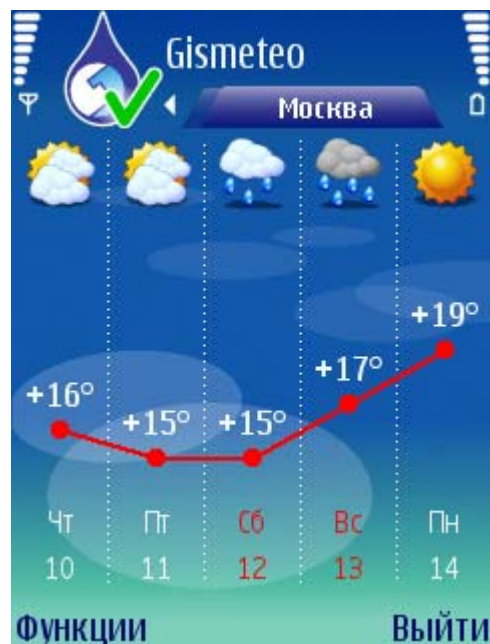 Gismeteo
Москва
+19°
+17°
+16°
+15° +15°
Чт Пт Сб Вс Пн
10 11 12 13 14
Функции Выйти